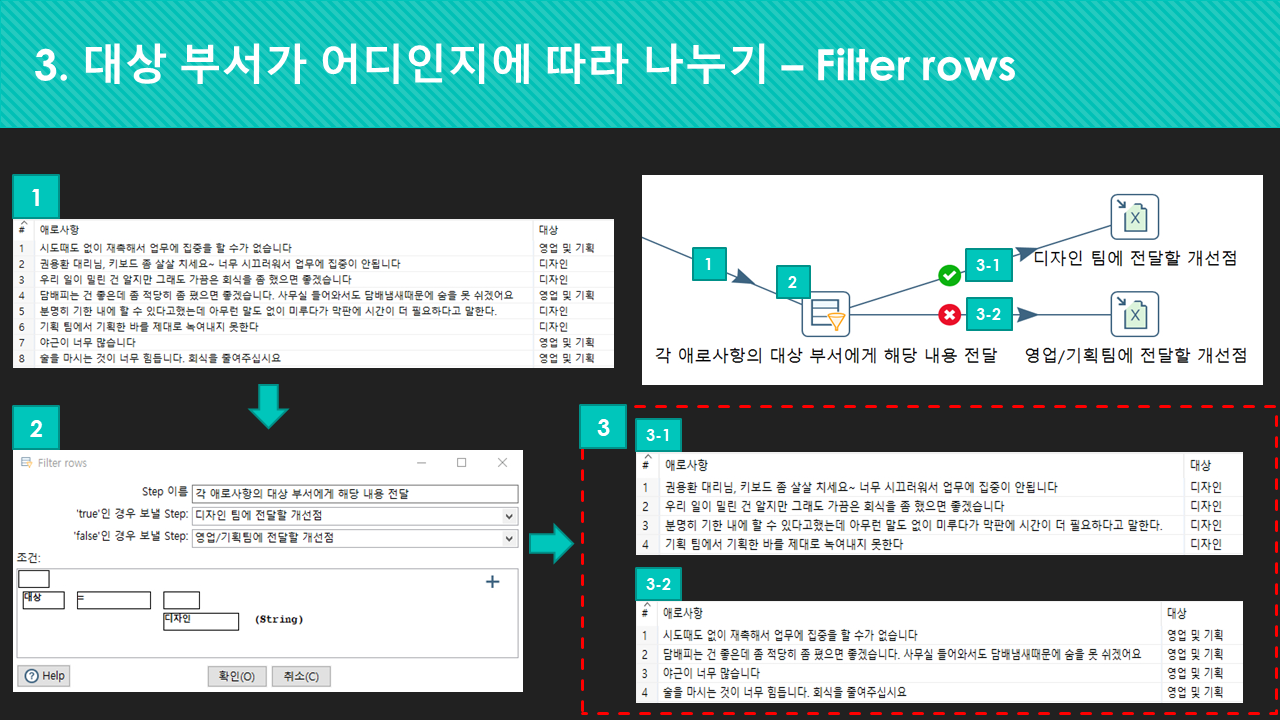 3. 대상 부서가 어디인지에 따라 나누기 – Filter rows
1
# 애로사항 대상
1 시도때도 없이 재촉해서 업무에 집중을 할 수가 없습니다 영업 및 기획
2 권용환 대리님, 키보드 좀 살살 치세요~ 너무 시끄러워서 업무에 집중이 안됩니다 디자인
3 우리 일이 밀린 건 알지만 그래도 가끔은 회식을 좀 했으면 좋겠습니다 디자인
4 담배피는 건 좋은데 좀 적당히 좀 폈으면 좋겠습니다. 사무실 들어와서도 담배냄새때문에 숨을 못 쉬겠어요 영업 및 기획
5 분명히 기한 내에 할 수 있다고했는데 아무런 말도 없이 미루다가 막판에 시간이 더 필요하다고 말한다. 디자인
6 기획 팀에서 기획한 바를 제대로 녹여내지 못한다 디자인
7 야근이 너무 많습니다 영업 및 기획
8 술을 마시는 것이 너무 힘듭니다. 회식을 줄여주십시요 영업 및 기획
1
2
3-1
3-2
디자인 팀에 전달할 개선점
각 애로사항의 대상 부서에게 해당 내용 전달
영업/기획팀에 전달할 개선점
2
Filter rows
Step 이름 각 애로사항의 대상 부서에게 해당 내용 전달
'true'인 경우 보낼 Step: 디자인 팀에 전달할 개선점
'false'인 경우 보낼 Step: 영업/기획팀에 전달할 개선점
조건:
대상 =
디자인 (String)
Help 확인(O) 취소(C)
3
3-1
# 애로사항 대상
1 권용환 대리님, 키보드 좀 살살 치세요~ 너무 시끄러워서 업무에 집중이 안됩니다 디자인
2 우리 일이 밀린 건 알지만 그래도 가끔은 회식을 좀 했으면 좋겠습니다 디자인
3 분명히 기한 내에 할 수 있다고했는데 아무런 말도 없이 미루다가 막판에 시간이 더 필요하다고 말한다. 디자인
4 기획 팀에서 기획한 바를 제대로 녹여내지 못한다 디자인
3-2
# 애로사항 대상
1 시도때도 없이 재촉해서 업무에 집중을 할 수가 없습니다 영업 및 기획
2 담배피는 건 좋은데 좀 적당히 좀 폈으면 좋겠습니다. 사무실 들어와서도 담배냄새때문에 숨을 못 쉬겠어요 영업 및 기획
3 야근이 너무 많습니다 영업 및 기획
4 술을 마시는 것이 너무 힘듭니다. 회식을 줄여주십시요 영업 및 기획